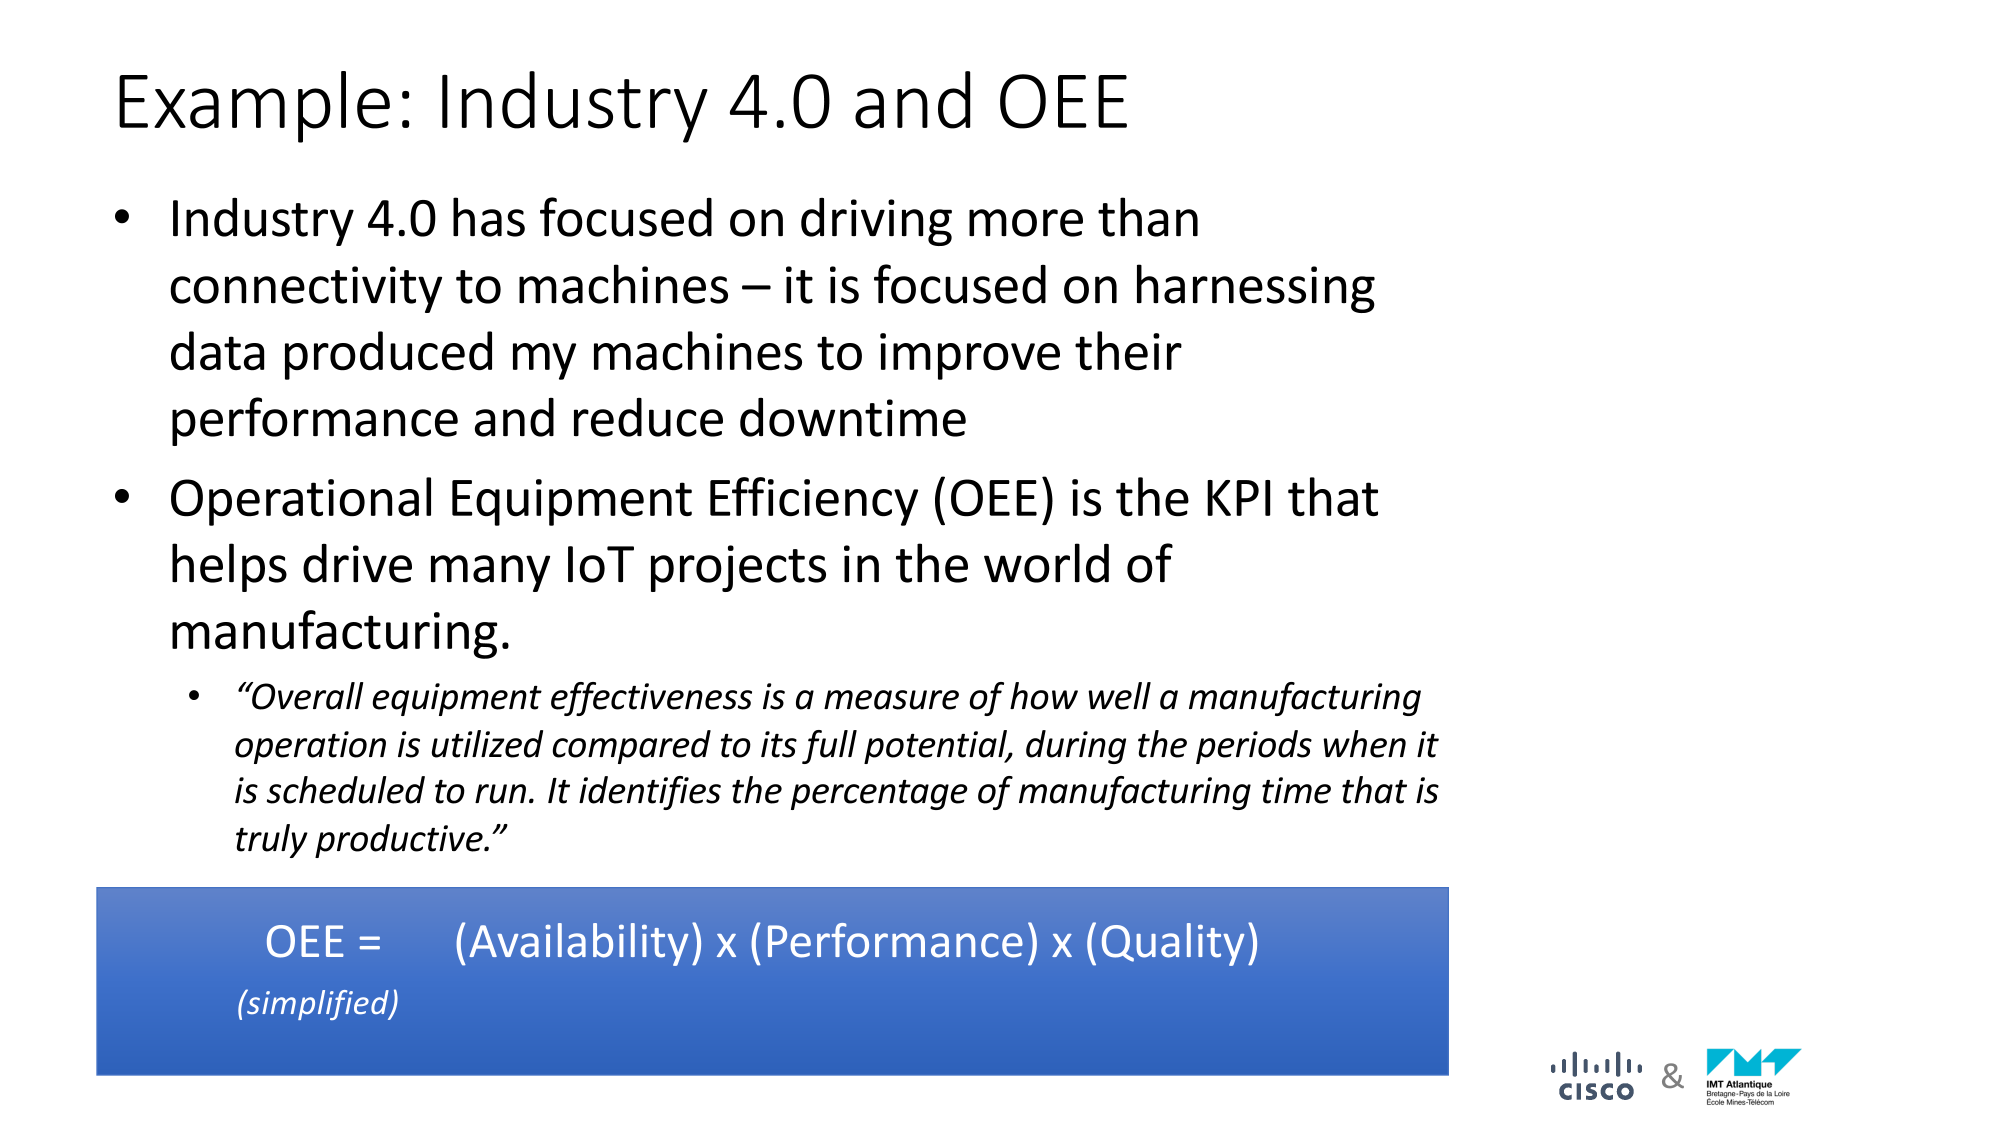 Example: Industry 4.0 and OEE
• Industry 4.0 has focused on driving more than
connectivity to machines – it is focused on harnessing
data produced my machines to improve their
performance and reduce downtime
• Operational Equipment Efficiency (OEE) is the KPI that
helps drive many IoT projects in the world of
manufacturing.
• “Overall equipment effectiveness is a measure of how well a manufacturing
operation is utilized compared to its full potential, during the periods when it
is scheduled to run. It identifies the percentage of manufacturing time that is
truly productive.”
OEE = (Availability) x (Performance) x (Quality)
(simplified)
CISCO & IMT Atlantique
Bretagne-Pays de la Loire
École Mines-Télécom